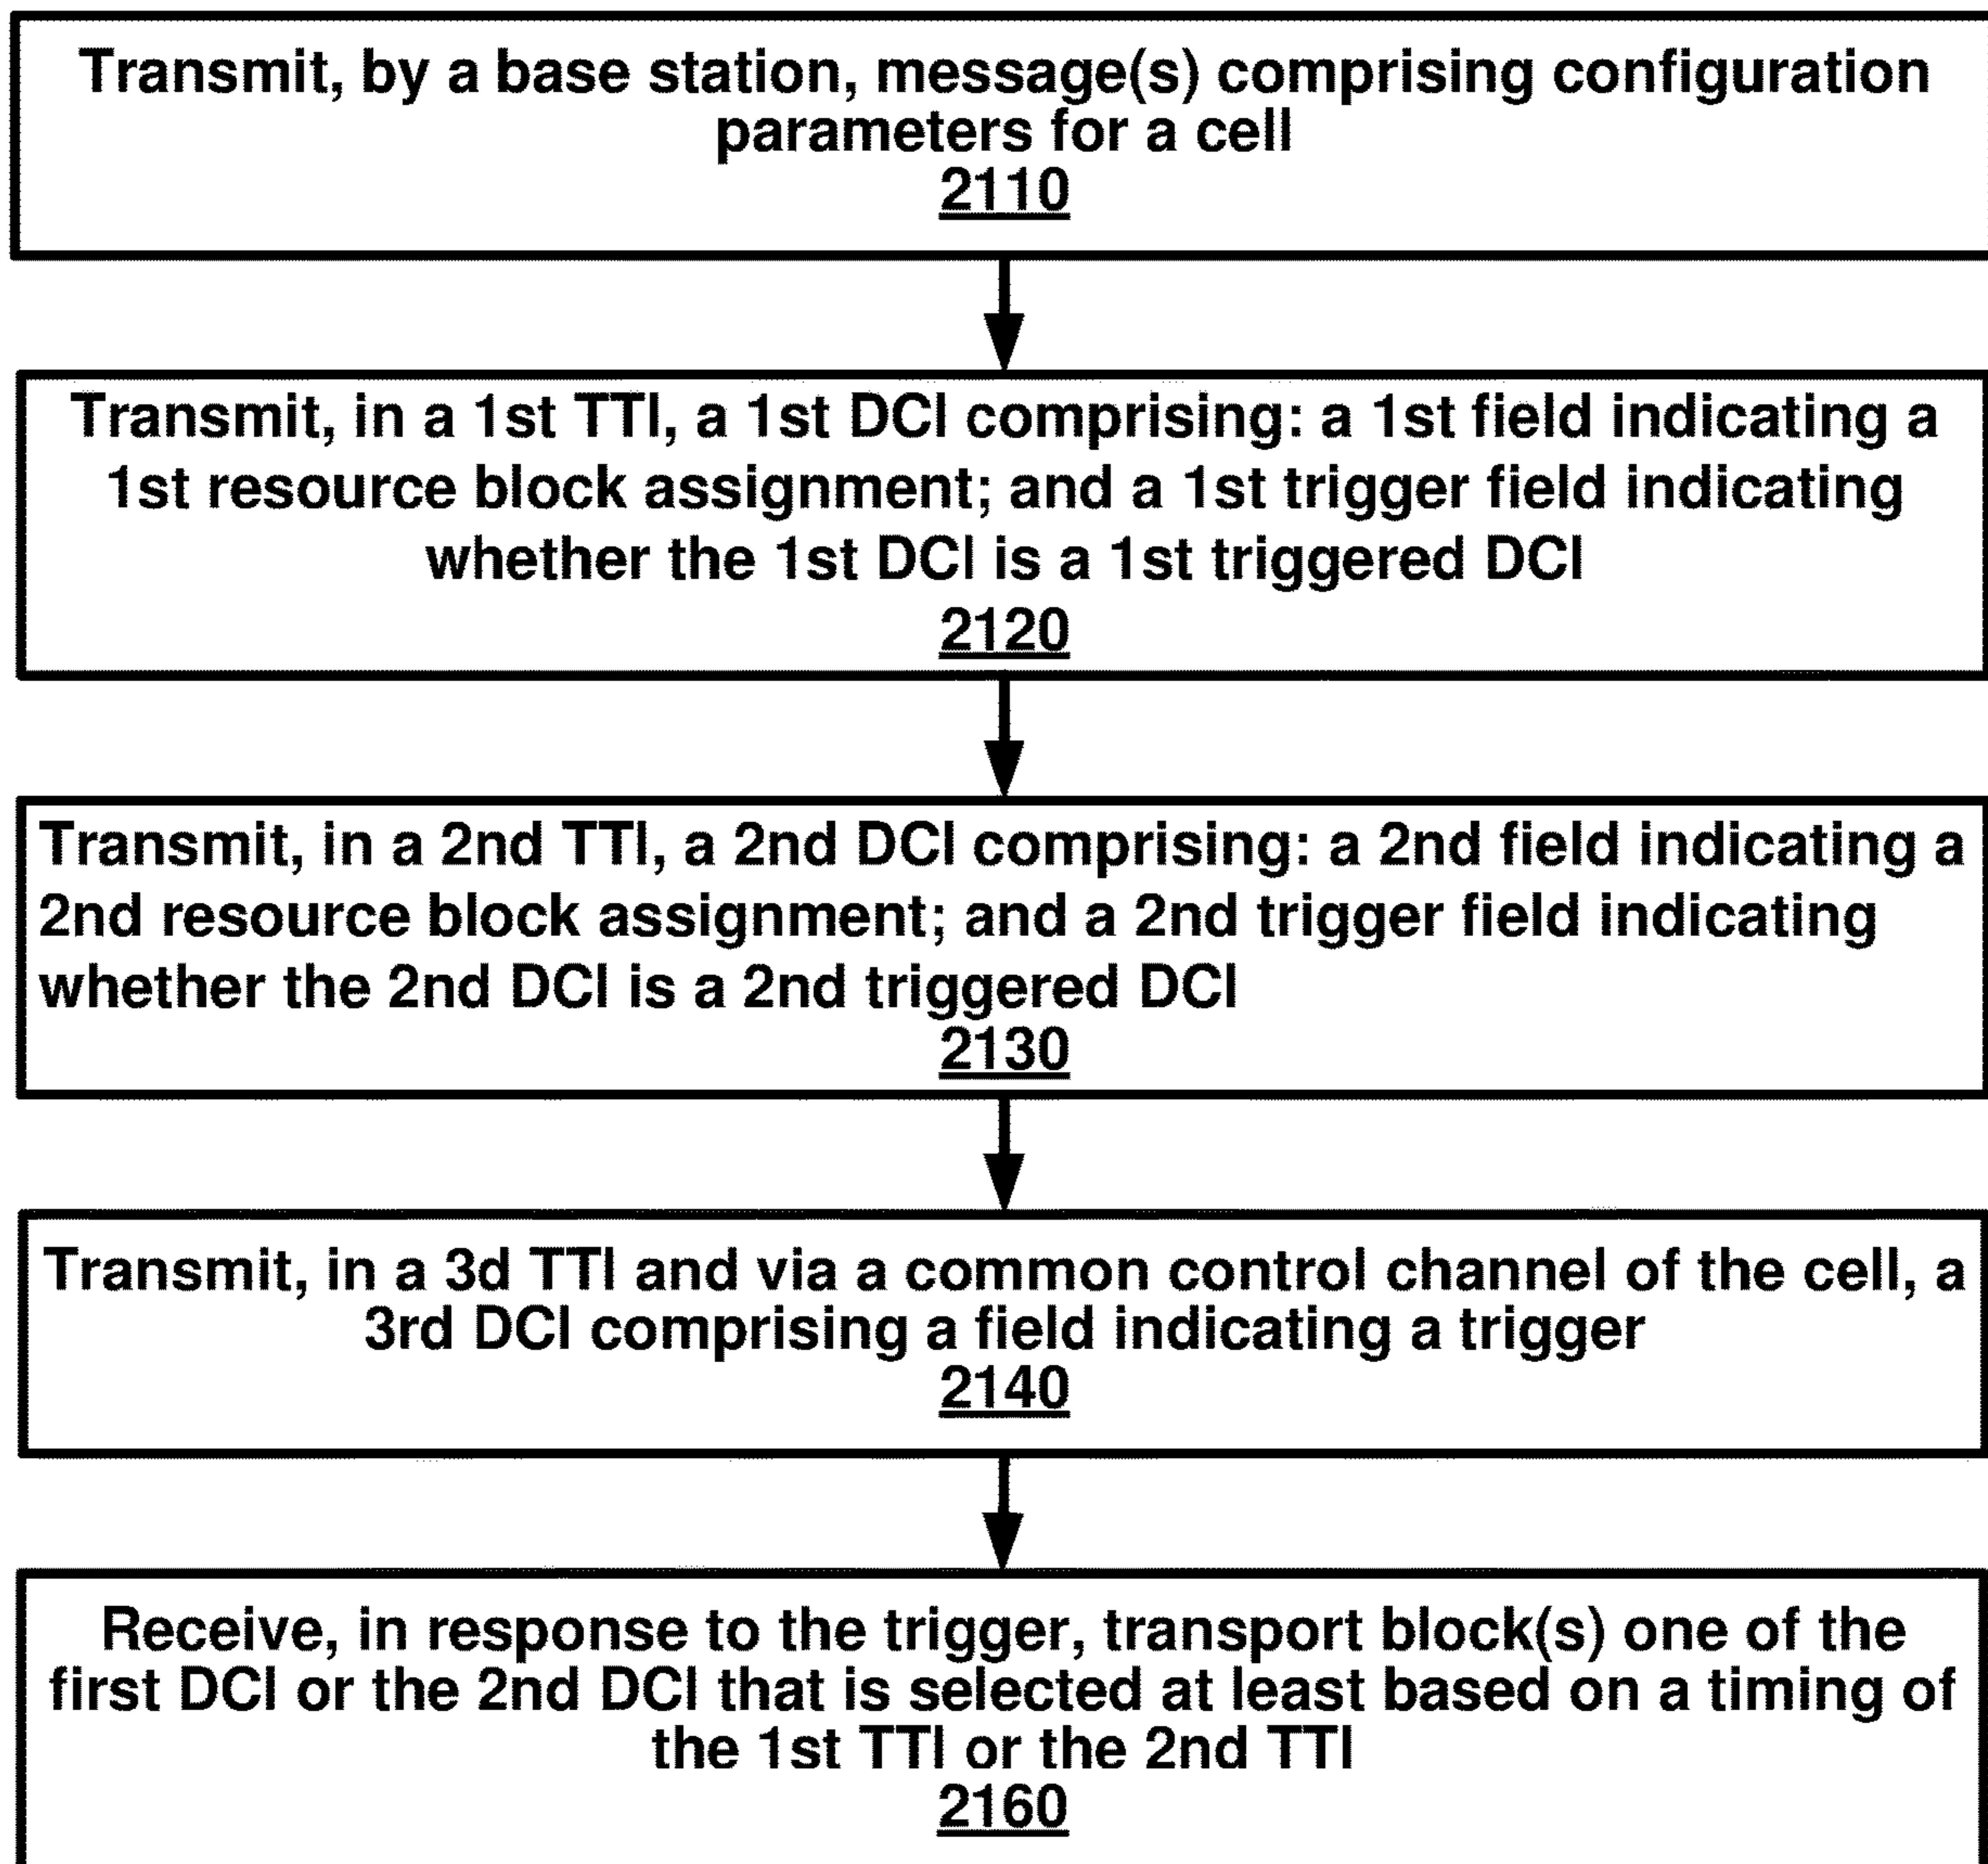 Transmit, by a base station, message(s) comprising configuration
parameters for a cell
2110
Transmit, in a 1st TTI, a 1st DCI comprising: a 1st field indicating a
1st resource block assignment; and a 1st trigger field indicating
whether the 1st DCI is a 1st triggered DCI
2120
Transmit, in a 2nd TTI, a 2nd DCI comprising: a 2nd field indicating a
2nd resource block assignment; and a 2nd trigger field indicating
whether the 2nd DCI is a 2nd triggered DCI
2130
Transmit, in a 3d TTI and via a common control channel of the cell, a
3rd DCI comprising a field indicating a trigger
2140
Receive, in response to the trigger, transport block(s) one of the
first DCI or the 2nd DCI that is selected at least based on a timing of
the 1st TTI or the 2nd TTI
2160